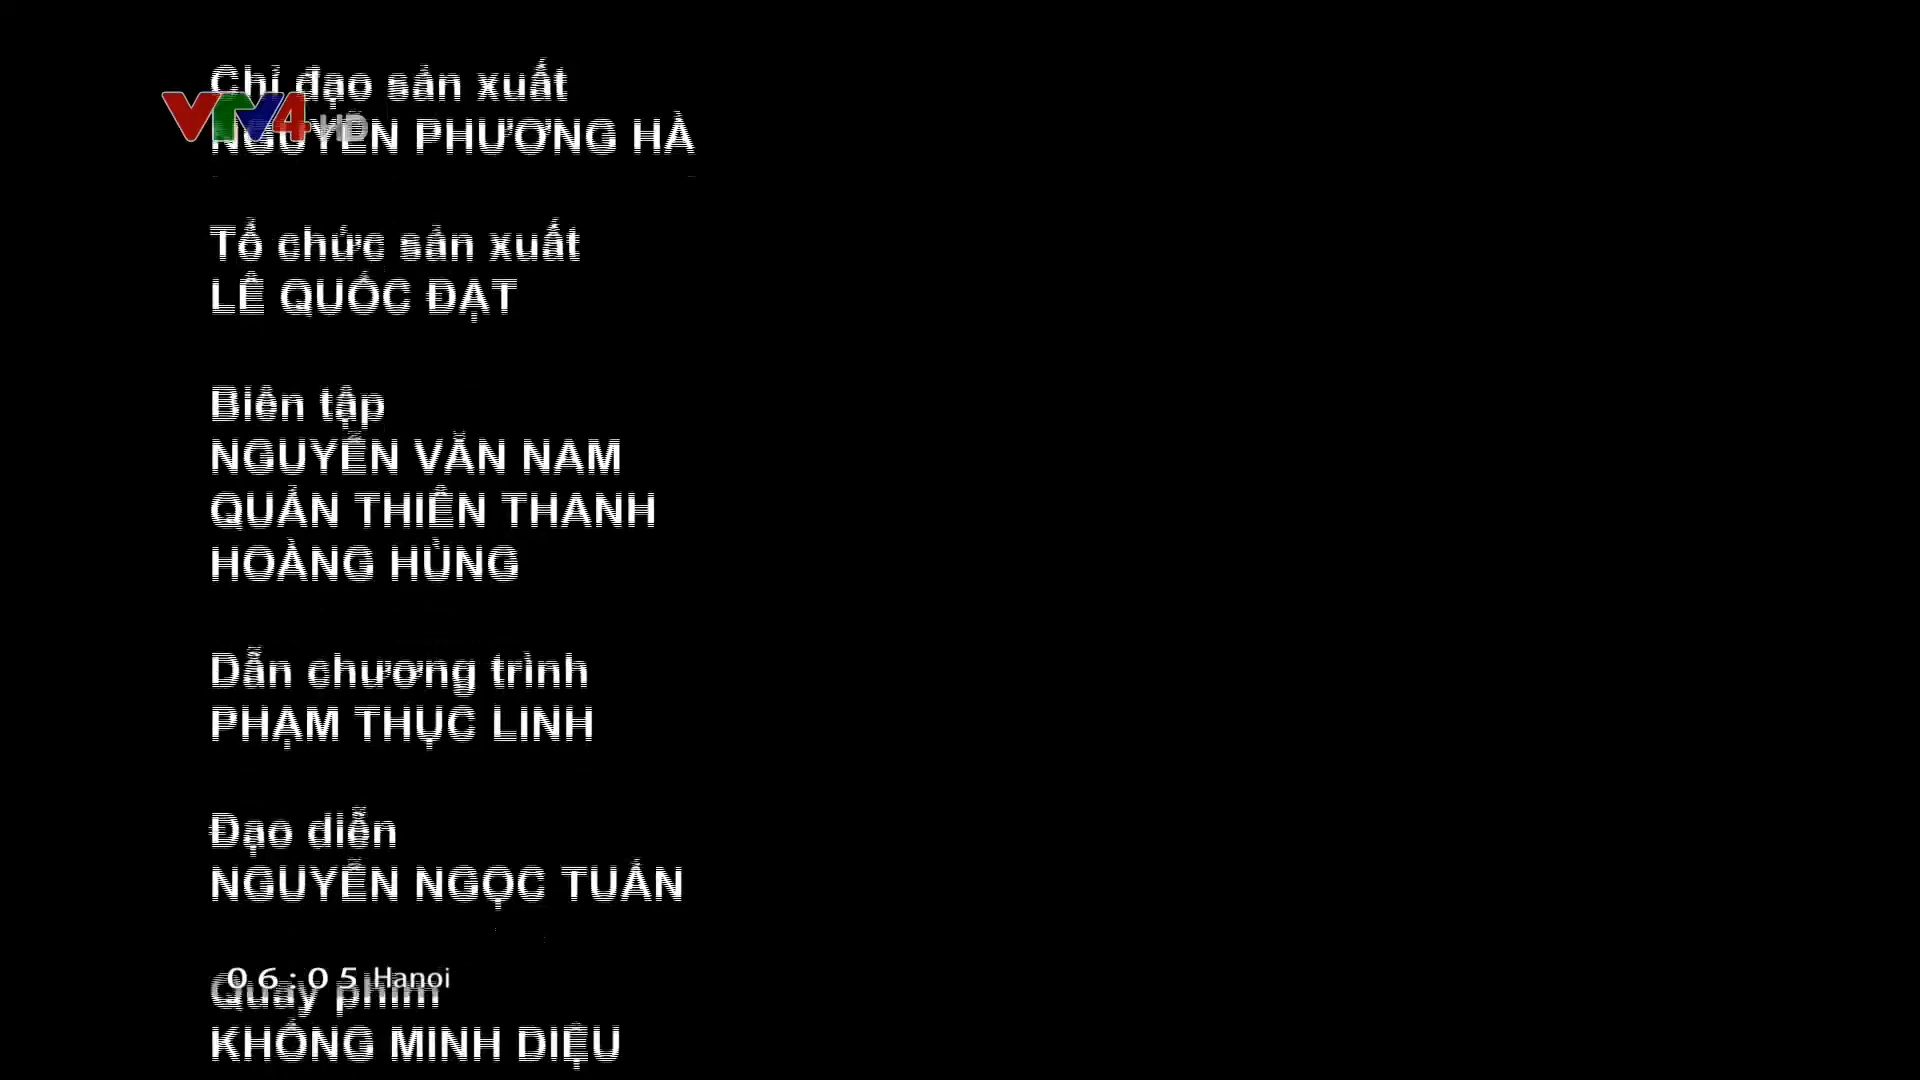 Chỉ đạo sản xuất
VTV4 HD
NGUYỄN PHƯƠNG HÀ
Tổ chức sản xuất
LÊ QUỐC ĐẠT
Biên tập
NGUYỄN VĂN NAM
QUẢN THIÊN THANH
HOÀNG HÙNG
Dẫn chương trình
PHẠM THỤC LINH
Đạo diễn
NGUYỄN NGỌC TUẤN
06:05 Hanoi
Quay phim
KHỔNG MINH DIỆU